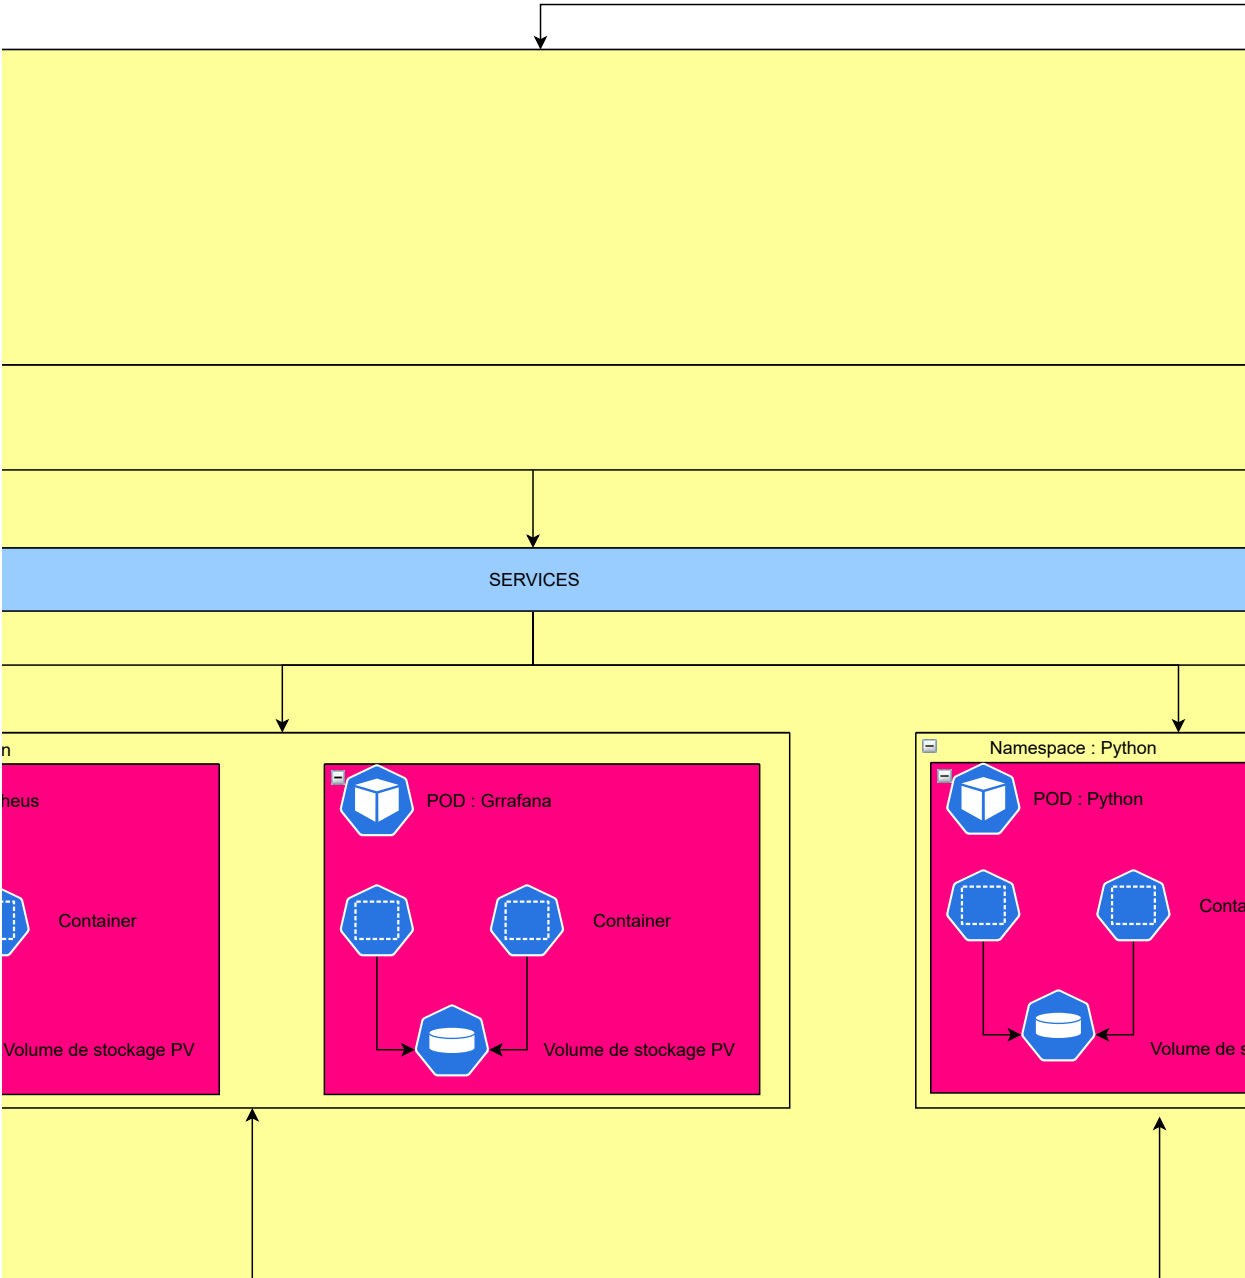 SERVICES
n
Namespace : Python
heus
POD : Grrafana
POD : Python
Container
Container
Conta
Volume de stockage PV
Volume de stockage PV
Volume de s